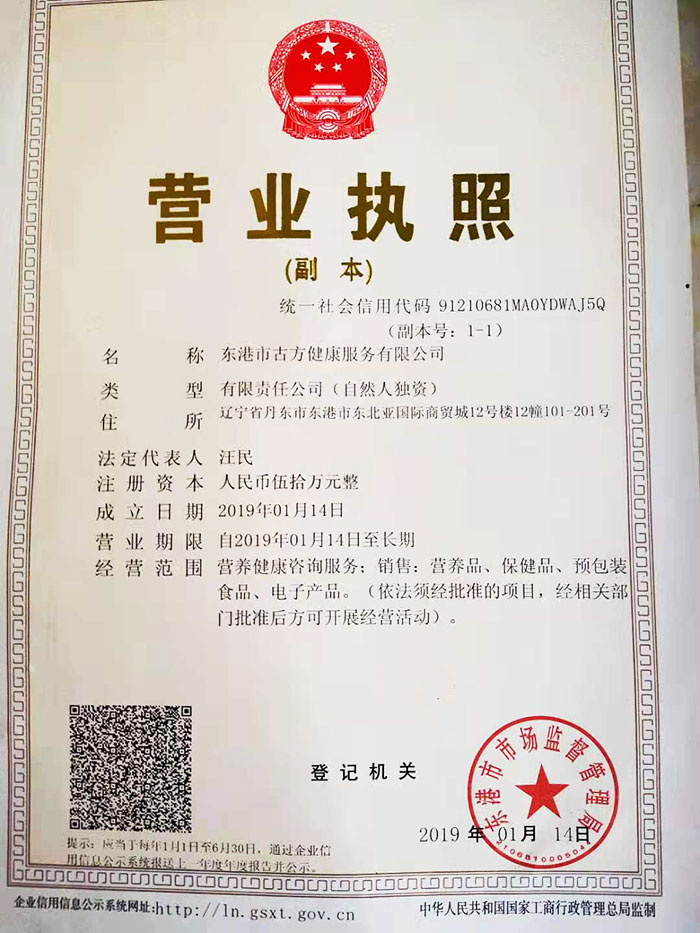 营业执照
(副 本)
统一社会信用代码 91210681MA0YDWAJ5Q
（副本号：1-1）
名 称 东港市古方健康服务有限公司
类 型 有限责任公司（自然人独资）
住 所 辽宁省丹东市东港市东北亚国际商贸城12号楼12幢101-201号
法定代表人 汪民
注册资本 人民币伍拾万元整
成立日期 2019年01月14日
营业期限 自2019年01月14日至长期
经营范围 营养健康咨询服务；销售：营养品、保健品、预包装
食品、电子产品。（依法须经批准的项目，经相关部
门批准后方可开展经营活动）。
登记机关
东港市市场监督管理局
2019 年 01月 14日
提示：应当于每年1月1日至6月30日，通过企业信
用信息公示系统报送上一年度年度报告并公示。
企业信用信息公示系统网址:http://ln.gsxt.gov.cn
中华人民共和国国家工商行政管理总局监制